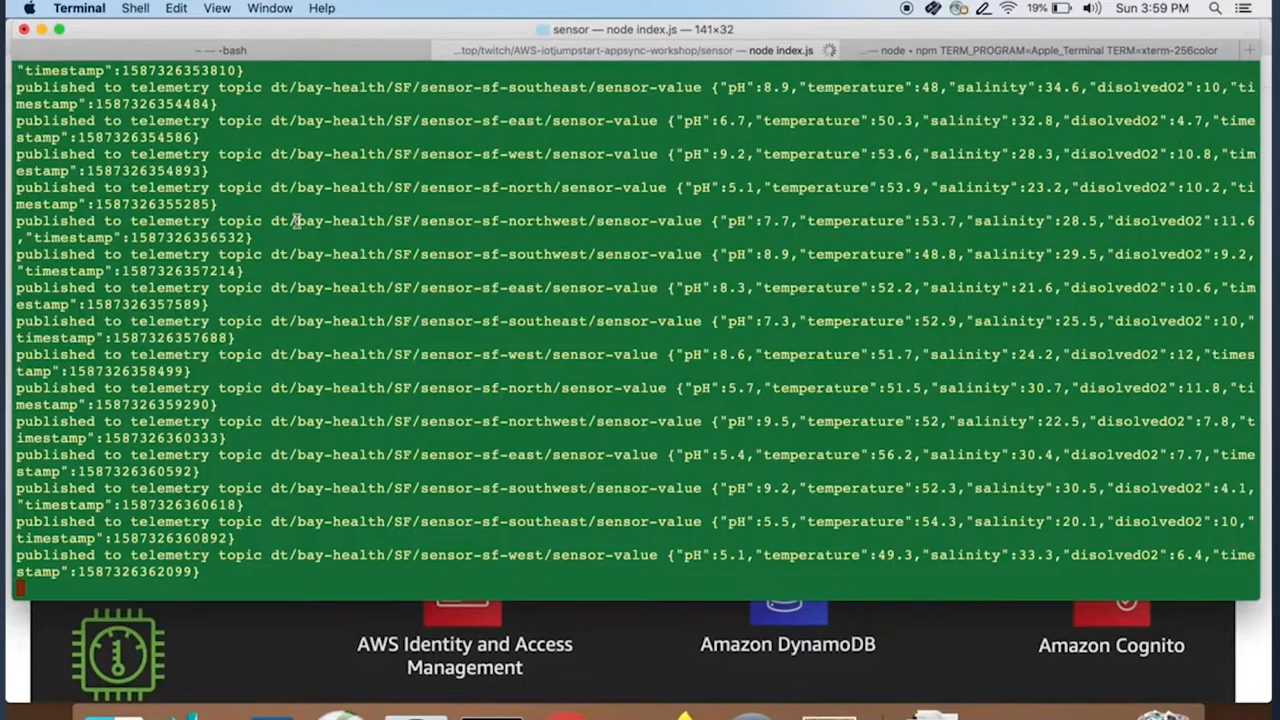 Terminal Shell Edit View Window Help 19% Sun 3:59 PM
sensor — node index.js — 141×32
~ — -bash ...top/twitch/AWS-iotjumpstart-appsync-workshop/sensor — node index.js ... — node • npm TERM_PROGRAM=Apple_Terminal TERM=xterm-256color
"timestamp":1587326353810}
published to telemetry topic dt/bay-health/SF/sensor-sf-southeast/sensor-value {"pH":8.9,"temperature":48,"salinity":34.6,"disolvedO2":10,"ti
mestamp":1587326354484}
published to telemetry topic dt/bay-health/SF/sensor-sf-east/sensor-value {"pH":6.7,"temperature":50.3,"salinity":32.8,"disolvedO2":4.7,"time
stamp":1587326354586}
published to telemetry topic dt/bay-health/SF/sensor-sf-west/sensor-value {"pH":9.2,"temperature":53.6,"salinity":28.3,"disolvedO2":10.8,"tim
estamp":1587326354893}
published to telemetry topic dt/bay-health/SF/sensor-sf-north/sensor-value {"pH":5.1,"temperature":53.9,"salinity":23.2,"disolvedO2":10.2,"ti
mestamp":1587326355285}
published to telemetry topic dt/bay-health/SF/sensor-sf-northwest/sensor-value {"pH":7.7,"temperature":53.7,"salinity":28.5,"disolvedO2":11.6
,"timestamp":1587326356532}
published to telemetry topic dt/bay-health/SF/sensor-sf-southwest/sensor-value {"pH":8.9,"temperature":48.8,"salinity":29.5,"disolvedO2":9.2,
"timestamp":1587326357214}
published to telemetry topic dt/bay-health/SF/sensor-sf-east/sensor-value {"pH":8.3,"temperature":52.2,"salinity":21.6,"disolvedO2":10.6,"tim
estamp":1587326357589}
published to telemetry topic dt/bay-health/SF/sensor-sf-southeast/sensor-value {"pH":7.3,"temperature":52.9,"salinity":25.5,"disolvedO2":10,"
timestamp":1587326357688}
published to telemetry topic dt/bay-health/SF/sensor-sf-west/sensor-value {"pH":8.6,"temperature":51.7,"salinity":24.2,"disolvedO2":12,"times
tamp":1587326358499}
published to telemetry topic dt/bay-health/SF/sensor-sf-north/sensor-value {"pH":5.7,"temperature":51.5,"salinity":30.7,"disolvedO2":11.8,"ti
mestamp":1587326359290}
published to telemetry topic dt/bay-health/SF/sensor-sf-northwest/sensor-value {"pH":9.5,"temperature":52,"salinity":22.5,"disolvedO2":7.8,"t
imestamp":1587326360333}
published to telemetry topic dt/bay-health/SF/sensor-sf-east/sensor-value {"pH":5.4,"temperature":56.2,"salinity":30.4,"disolvedO2":7.7,"time
stamp":1587326360592}
published to telemetry topic dt/bay-health/SF/sensor-sf-southwest/sensor-value {"pH":9.2,"temperature":52.3,"salinity":30.5,"disolvedO2":4.1,
"timestamp":1587326360618}
published to telemetry topic dt/bay-health/SF/sensor-sf-southeast/sensor-value {"pH":5.5,"temperature":54.3,"salinity":20.1,"disolvedO2":10,"
timestamp":1587326360892}
published to telemetry topic dt/bay-health/SF/sensor-sf-west/sensor-value {"pH":5.1,"temperature":49.3,"salinity":33.3,"disolvedO2":6.4,"time
stamp":1587326362099}
AWS Identity and Access
Management
Amazon DynamoDB
Amazon Cognito